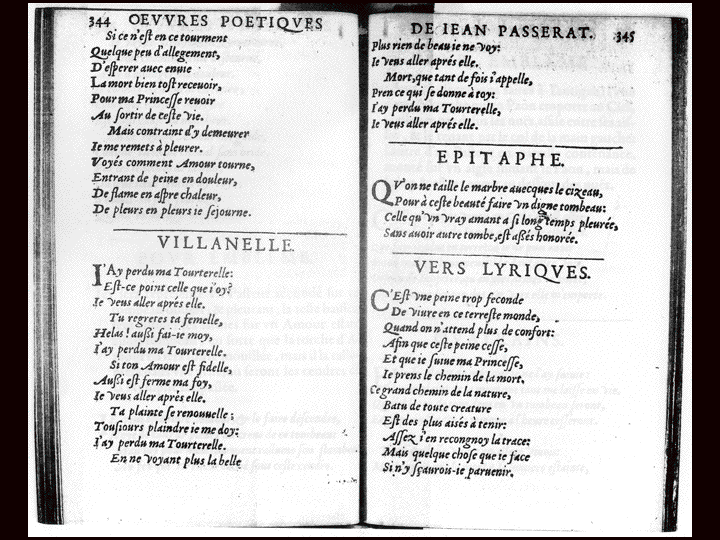 344 OEVVRES POETIQVES
Si ce n'est en ce tourment
Quelque peu d'allegement,
D'esperer auec enuie
La mort bien tost receuoir,
Pour ma Princesse reuoir
Au sortir de ceste vie.
Mais contraint d'y demeurer
Ie me remets à pleurer.
Voyés comment Amour tourne,
Entrant de peine en douleur,
De flame en aspre chaleur,
De pleurs en pleurs ie sejourne.
VILLANELLE.
I'Ay perdu ma Tourterelle:
Est-ce point celle que i'oy?
Ie veus aller aprés elle.
Tu regretes ta femelle,
Helas! aussi fai-ie moy,
I'ay perdu ma Tourterelle.
Si ton Amour est fidelle,
Aussi est ferme ma foy,
Ie veus aller aprés elle.
Ta plainte se renouuelle;
Tousiours plaindre ie me doy:
I'ay perdu ma Tourterelle.
En ne voyant plus la belle
DE IEAN PASSERAT. 345
Plus rien de beau ie ne voy:
Ie veus aller aprés elle.
Mort, que tant de fois i'appelle,
Pren ce qui se donne à toy:
I'ay perdu ma Tourterelle,
Ie veus aller aprés elle.
EPITAPHE.
QV'on ne taille le marbre auecques le cizeau,
Pour à ceste beauté faire vn digne tombeau:
Celle qu'vn vray amant a si long temps pleurée,
Sans auoir autre tombe, est assés honorée.
VERS LYRIQVES.
C'Est vne peine trop feconde
De viure en ce terreste monde,
Quand on n'attend plus de confort:
Afin que ceste peine cesse,
Et que ie suiue ma Princesse,
Ie prens le chemin de la mort.
Ce grand chemin de la nature,
Batu de toute creature
Est des plus aisés à tenir:
Assez i'en recongnoy la trace:
Mais quelque chose que ie face
Si n'y sçaurois-ie paruenir.